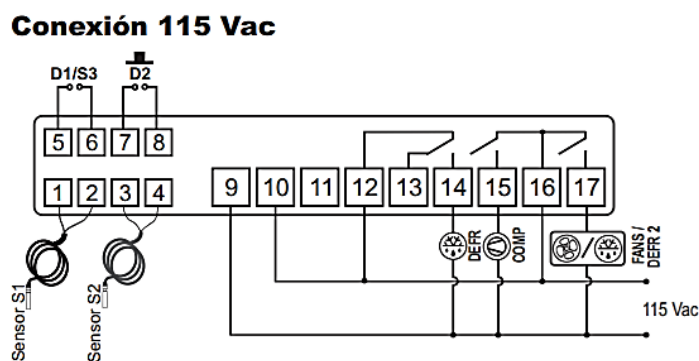 Conexión 115 Vac
D1/S3 D2
5 6 7 8
1 2 3 4 9 10 11 12 13 14 15 16 17
DEFR
COMP
FANS /
DEFR 2
Sensor S1
Sensor S2
115 Vac